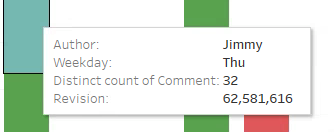 Author: Jimmy
Weekday: Thu
Distinct count of Comment: 32
Revision: 62,581,616